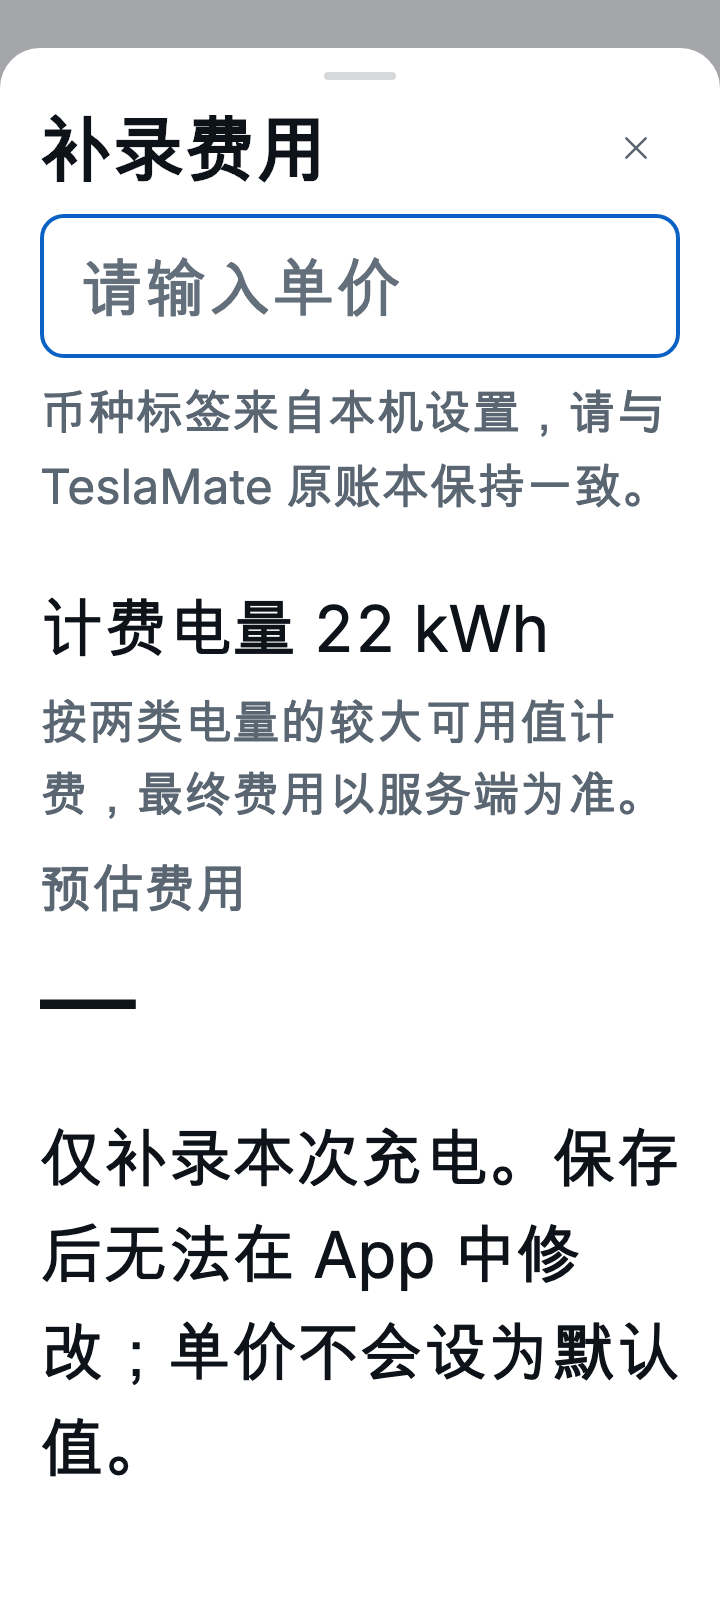 补录费用
请输入单价
币种标签来自本机设置，请与
TeslaMate 原账本保持一致。
计费电量 22 kWh
按两类电量的较大可用值计
费，最终费用以服务端为准。
预估费用
—
仅补录本次充电。保存
后无法在 App 中修
改；单价不会设为默认
值。